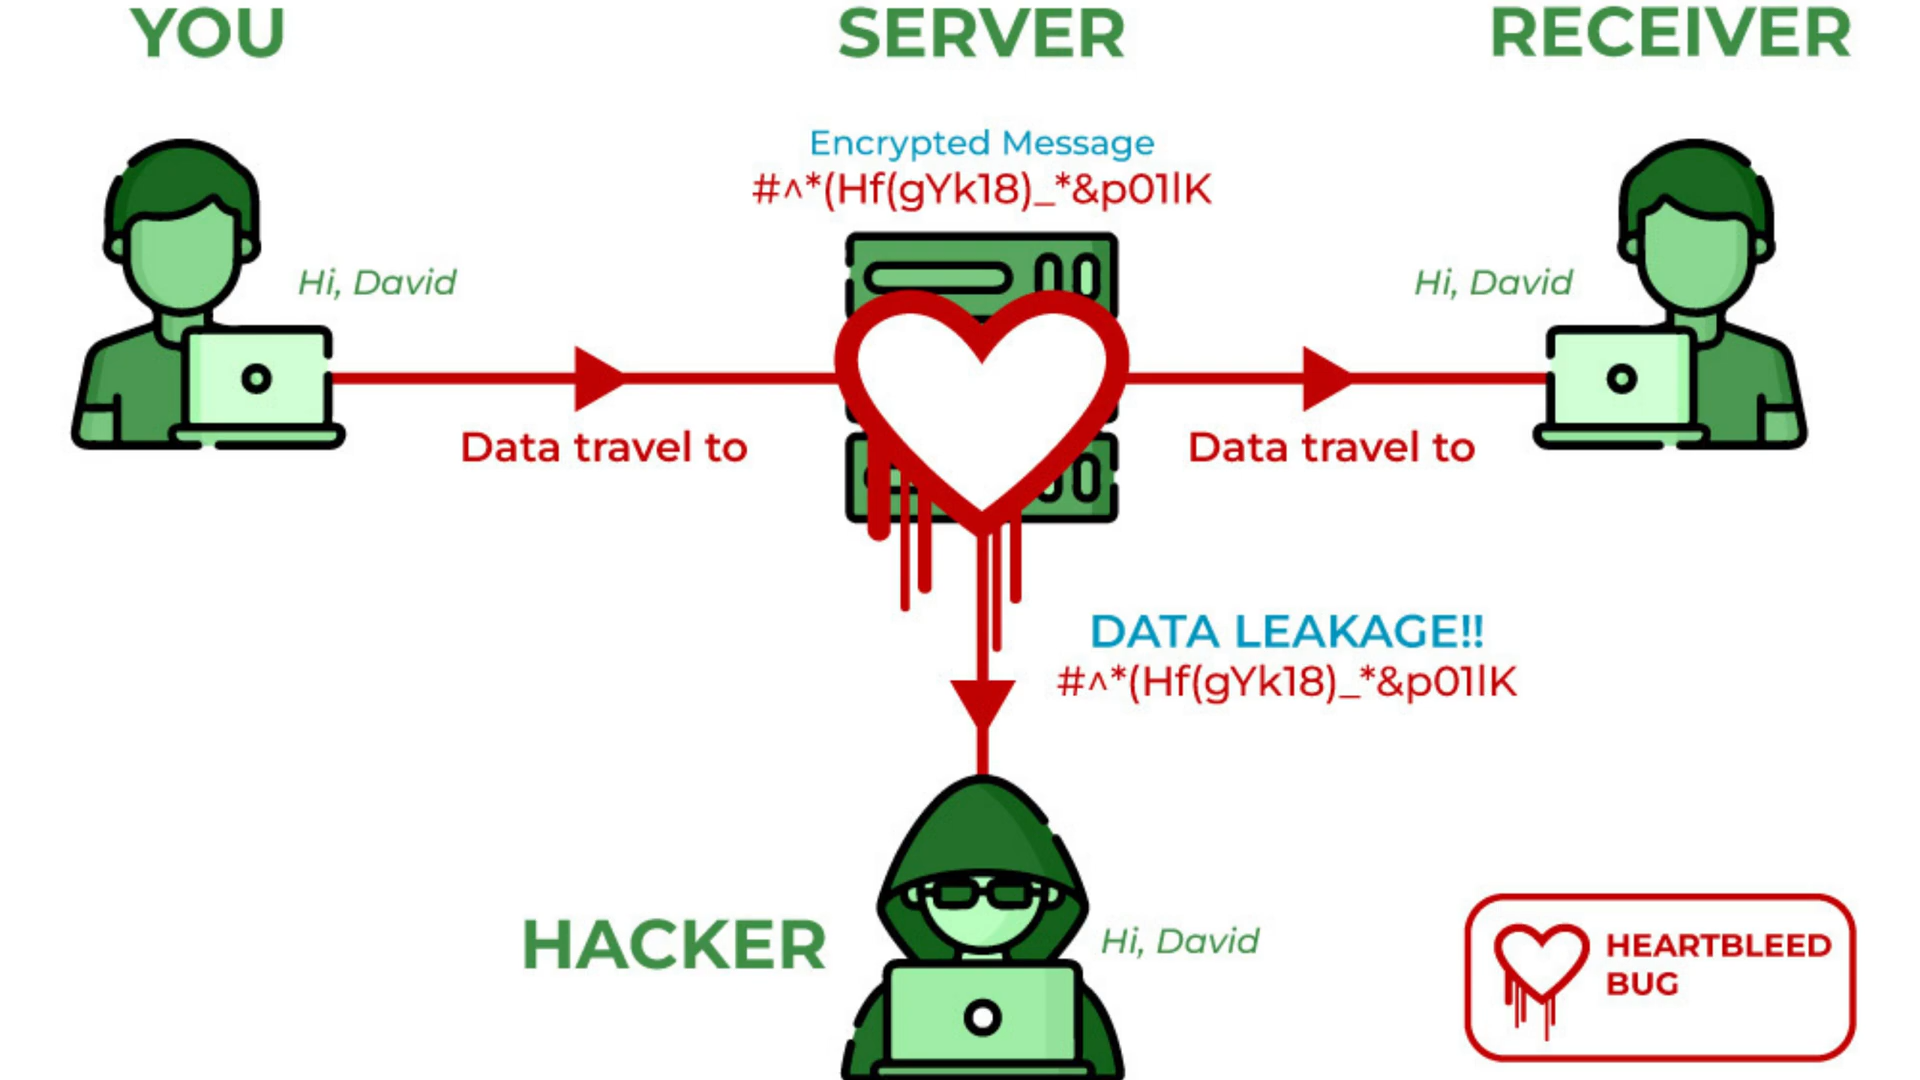 YOU
SERVER
RECEIVER
Encrypted Message
#^*(Hf(gYk18)_*&p01lK
Hi, David
Hi, David
Data travel to
Data travel to
DATA LEAKAGE!!
#^*(Hf(gYk18)_*&p01lK
HACKER
Hi, David
HEARTBLEED
BUG